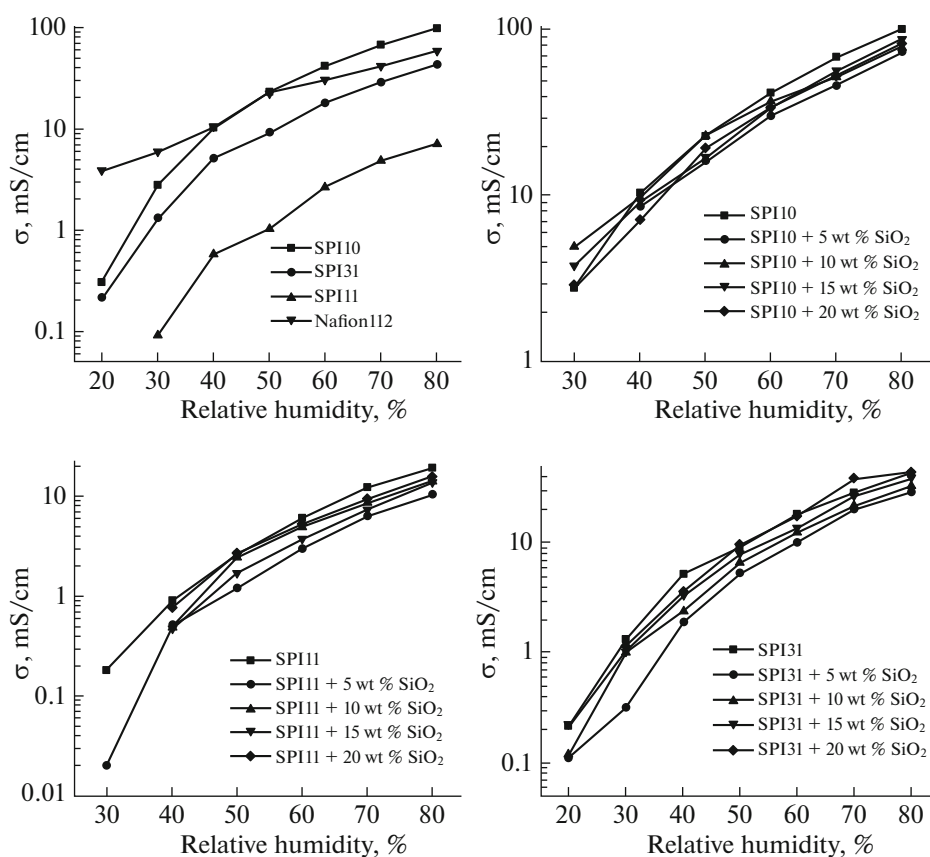 100
10
1
0.1
σ, mS/cm
SPI10
SPI31
SPI11
Nafion112
20 30 40 50 60 70 80
Relative humidity, %
100
10
1
σ, mS/cm
SPI10
SPI10 + 5 wt % SiO₂
SPI10 + 10 wt % SiO₂
SPI10 + 15 wt % SiO₂
SPI10 + 20 wt % SiO₂
30 40 50 60 70 80
Relative humidity, %
10
1
0.1
0.01
σ, mS/cm
SPI11
SPI11 + 5 wt % SiO₂
SPI11 + 10 wt % SiO₂
SPI11 + 15 wt % SiO₂
SPI11 + 20 wt % SiO₂
30 40 50 60 70 80
Relative humidity, %
10
1
0.1
σ, mS/cm
SPI31
SPI31 + 5 wt % SiO₂
SPI31 + 10 wt % SiO₂
SPI31 + 15 wt % SiO₂
SPI31 + 20 wt % SiO₂
20 30 40 50 60 70 80
Relative humidity, %